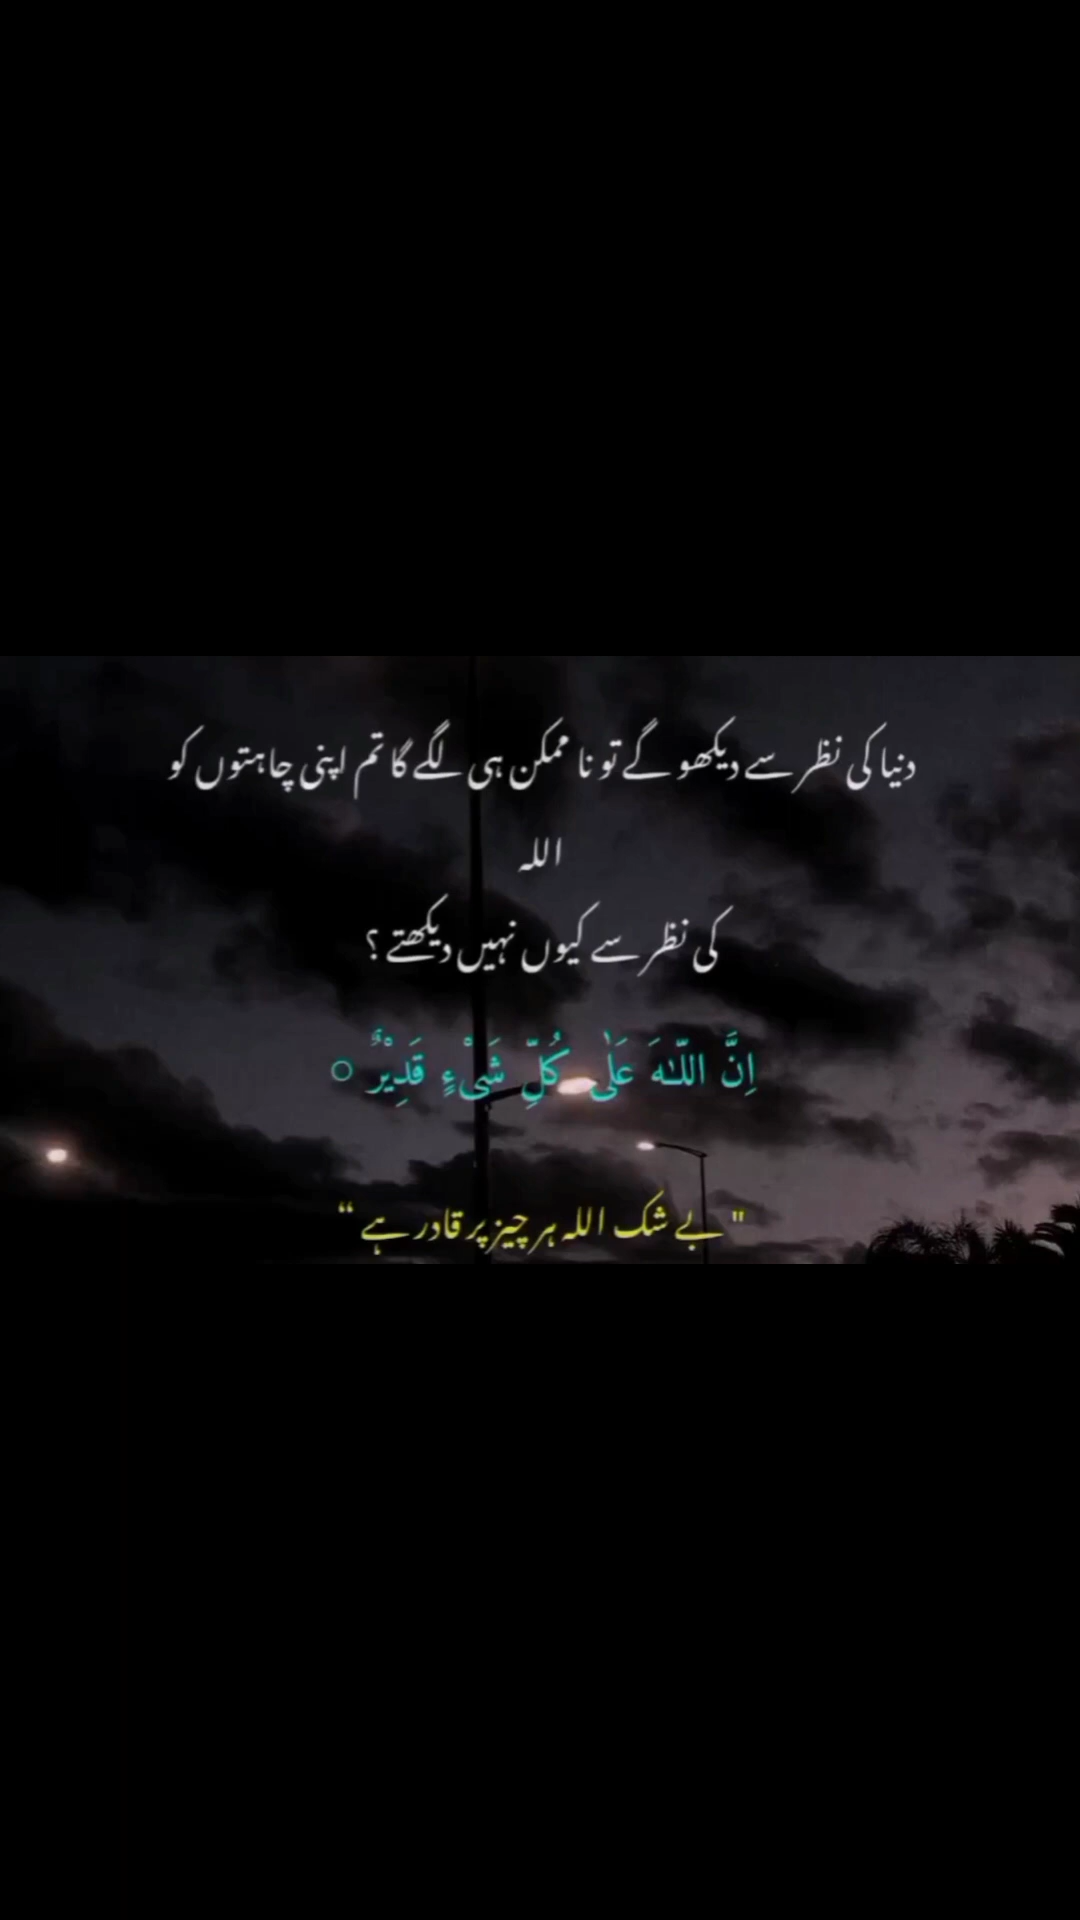 دنیا کی نظر سے دیکھو گے تو نا ممکن ہی لگے گا تم اپنی چاہتوں کو
اللہ
کی نظر سے کیوں نہیں دیکھتے ؟
اِنَّ اللّٰهَ عَلٰى كُلِّ شَیْءٍ قَدِیْرٌ ۠ ○
" بے شک اللہ ہر چیز پر قادر ہے “